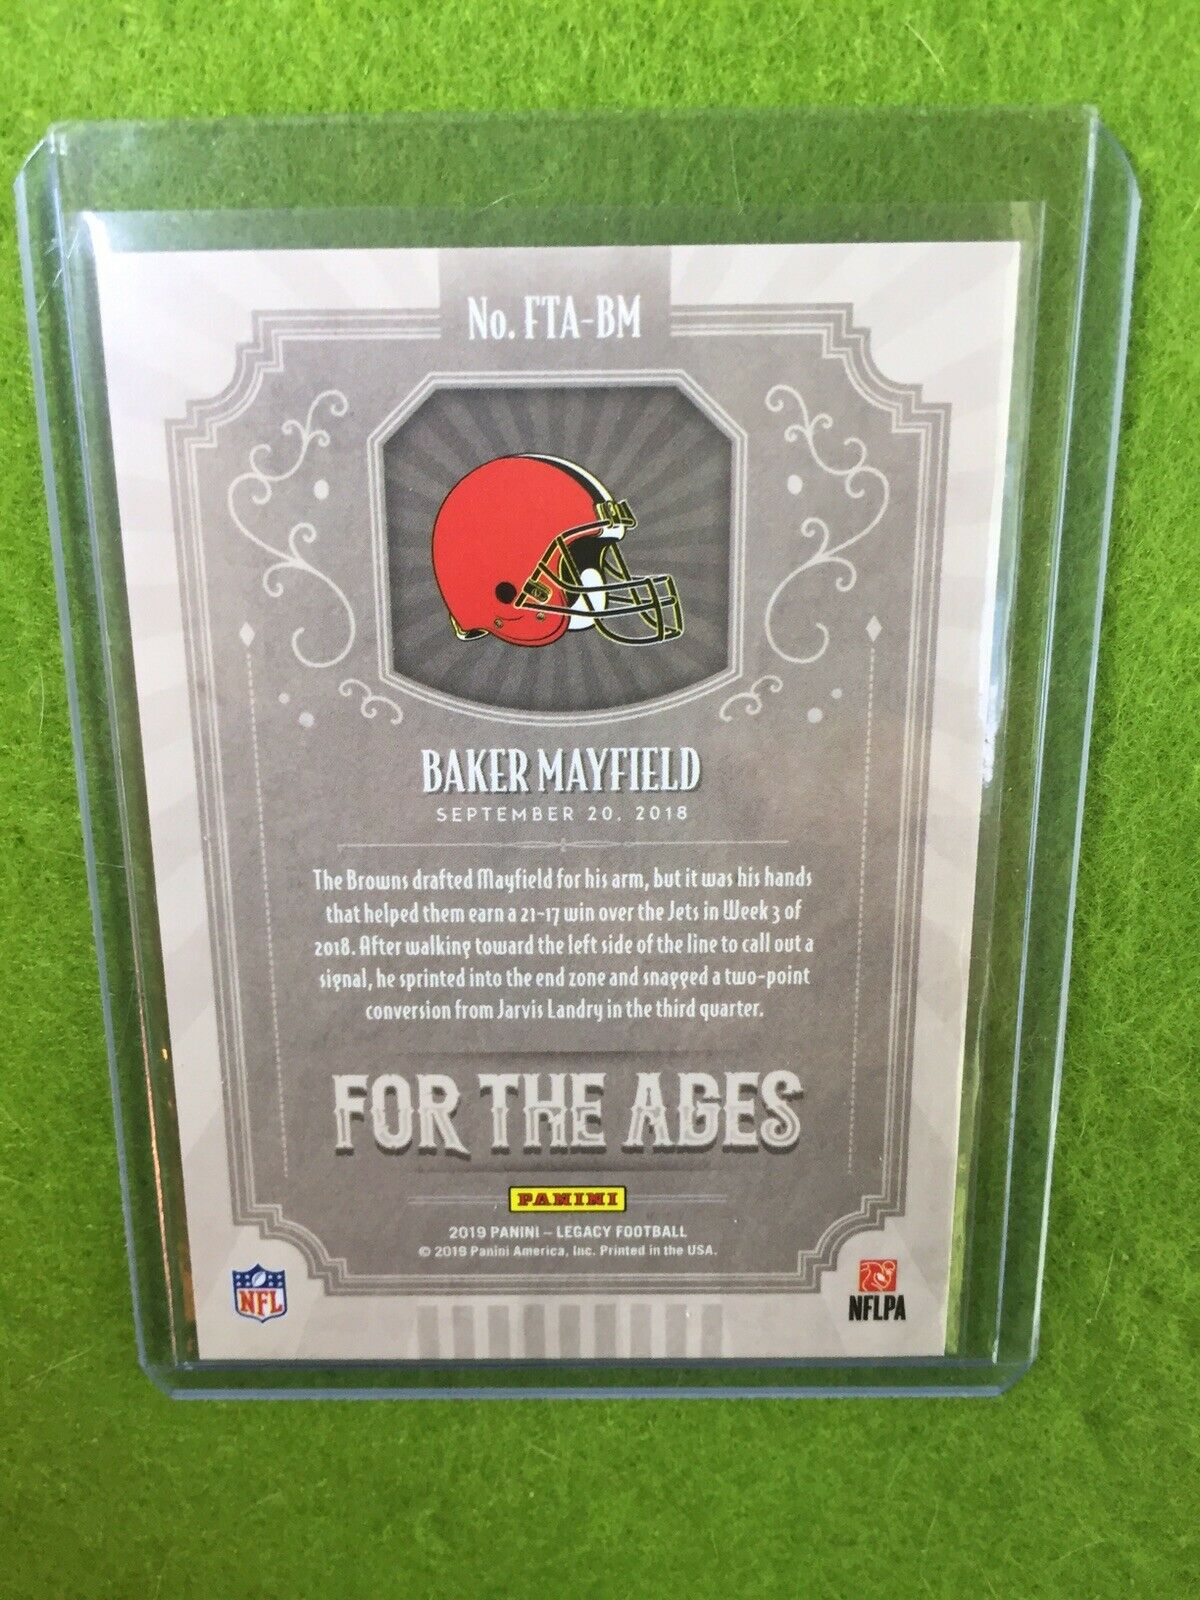 No. FTA-BM
BAKER MAYFIELD
SEPTEMBER 20, 2018
The Browns drafted Mayfield for his arm, but it was his hands
that helped them earn a 21-17 win over the Jets in Week 3 of
2018. After walking toward the left side of the line to call out a
signal, he sprinted into the end zone and snagged a two-point
conversion from Jarvis Landry in the third quarter.
FOR THE AGES
PANINI
2019 PANINI – LEGACY FOOTBALL
© 2019 Panini America, Inc. Printed in the USA.
NFL
NFLPA